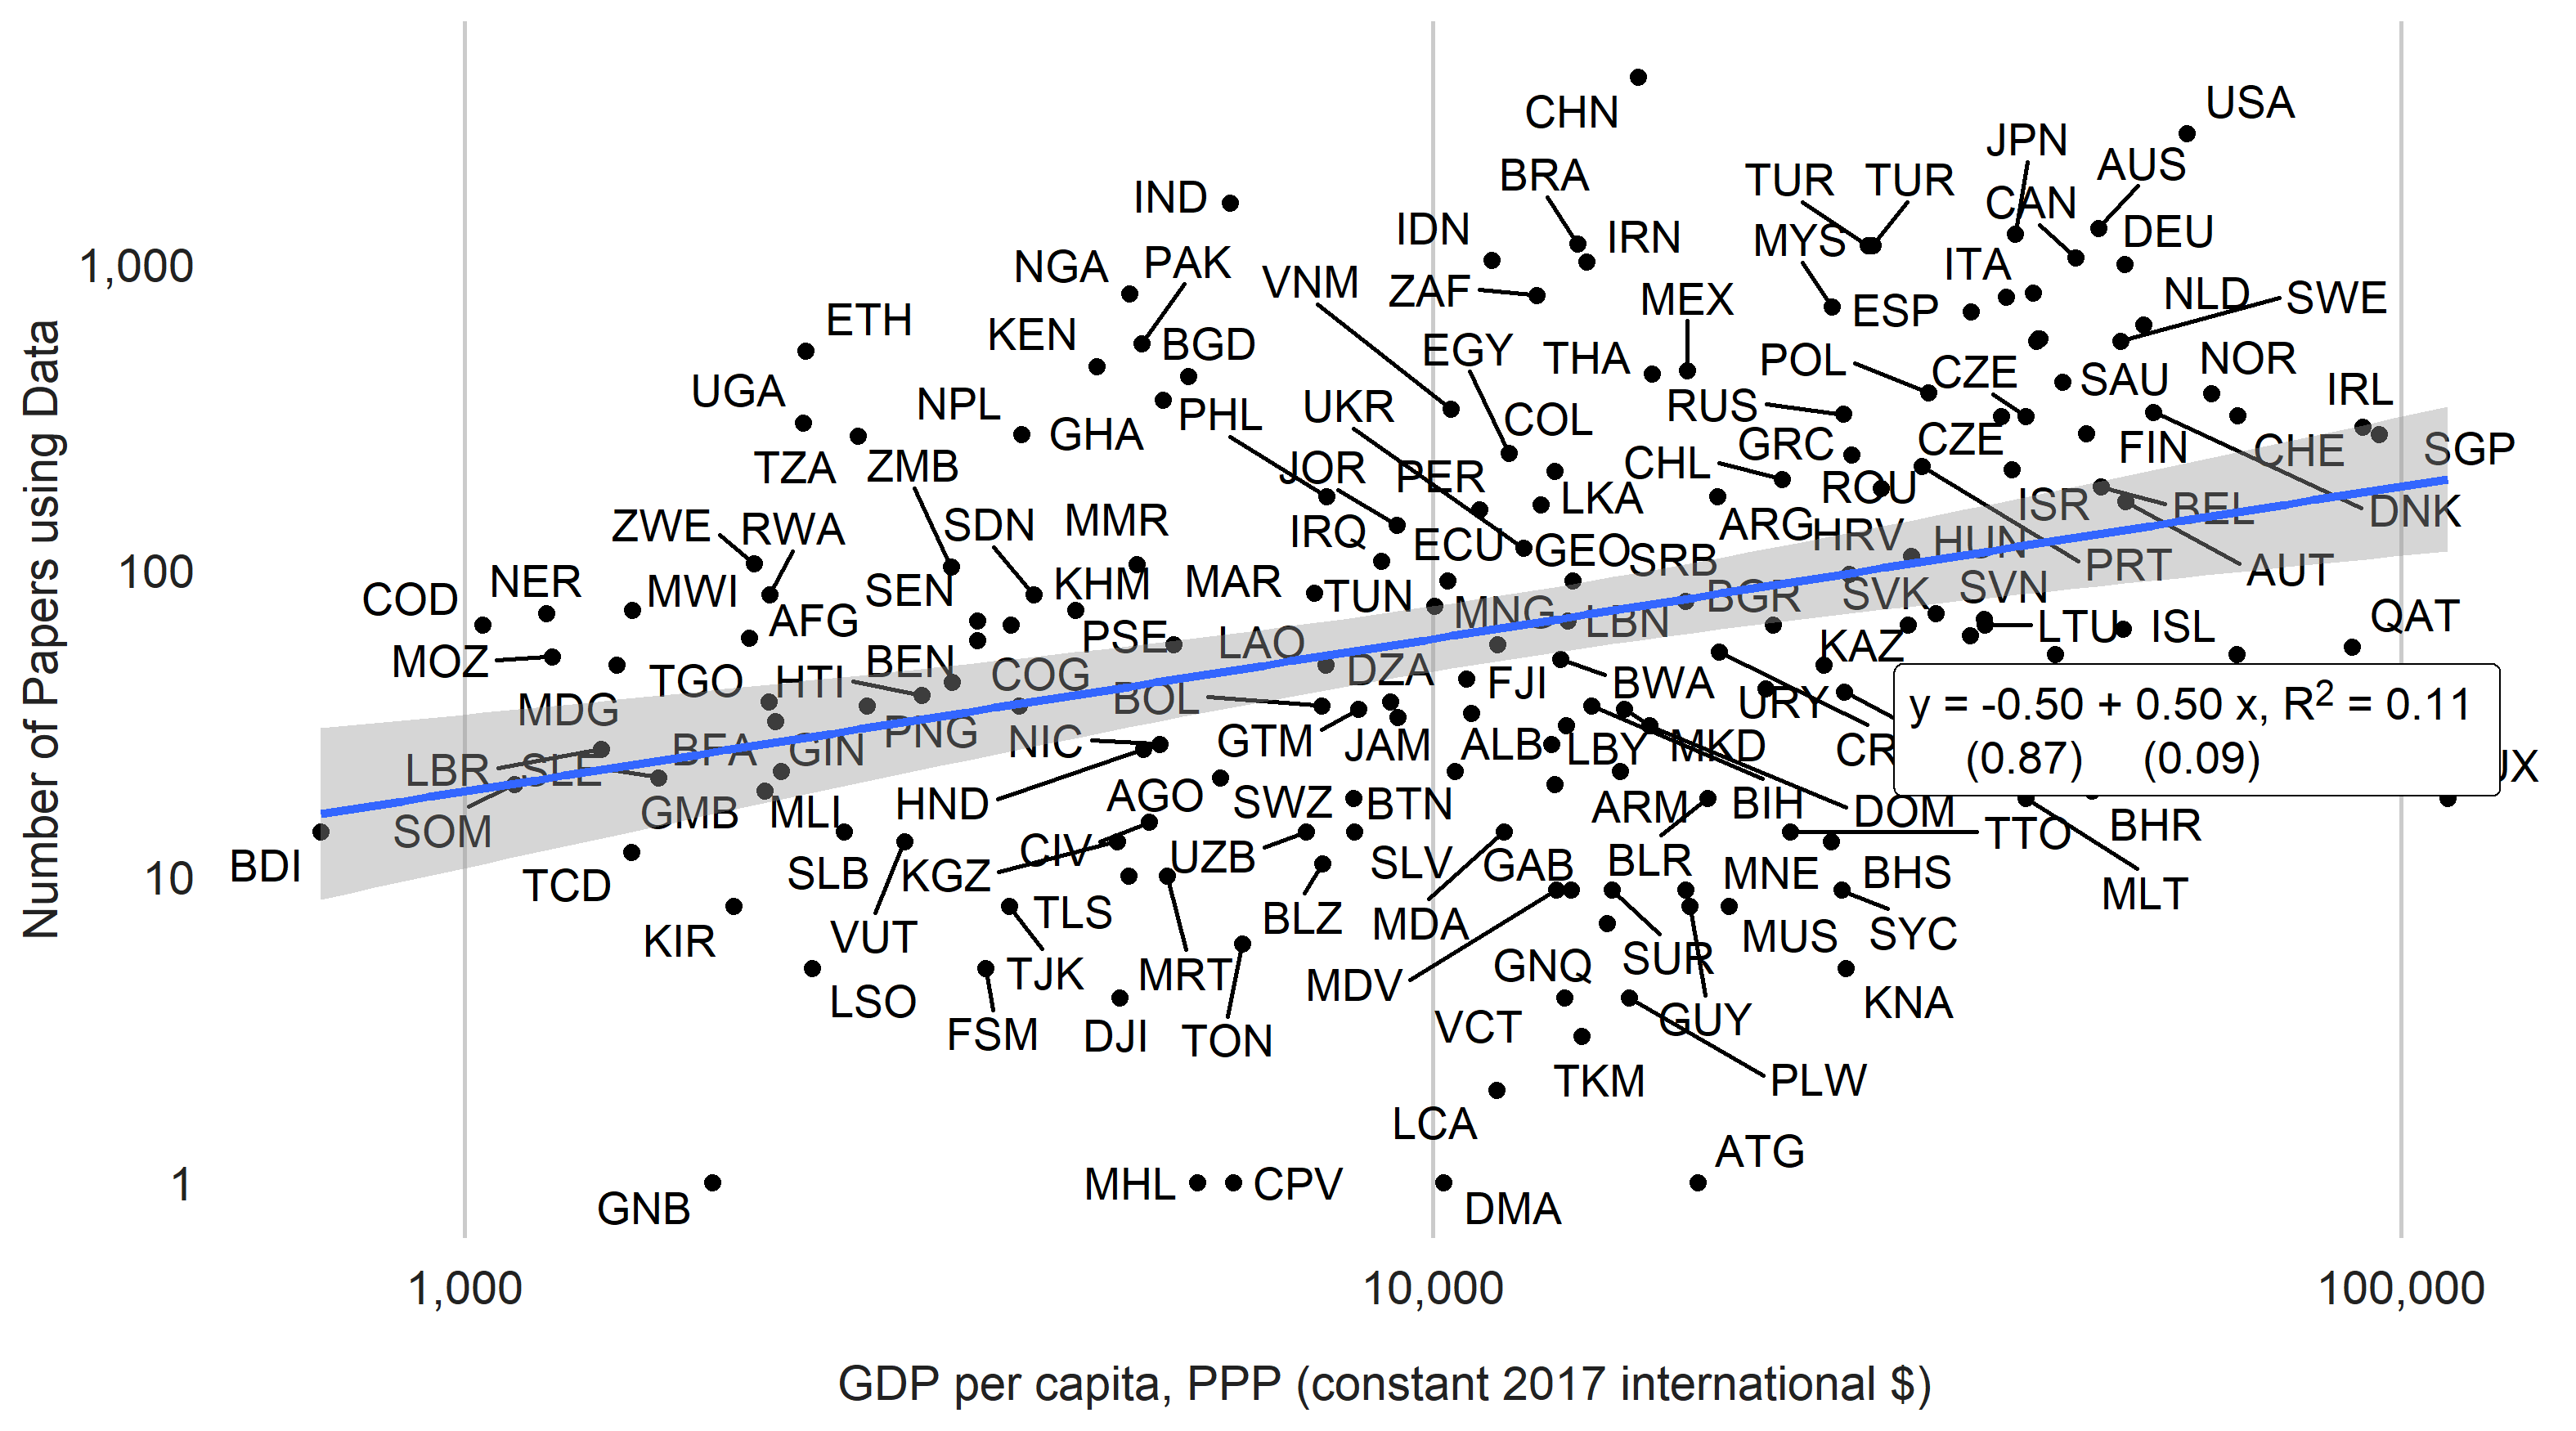 CHN
USA
JPN
AUS
BRA
TUR TUR
IND
CAN
IDN
IRN
MYS
DEU
NGA
PAK
VNM
ZAF
ITA
1,000
MEX
ESP
NLD
SWE
ETH
KEN
BGD
EGY
THA
POL
CZE
SAU
NOR
IRL
UGA
NPL
PHL
UKR
COL
RUS
GHA
GRC
CZE
FIN
CHE
SGP
TZA
ZMB
JOR
PER
CHL
ROU
LKA
ISR
BEL
DNK
ZWE
RWA
SDN
MMR
IRQ
ECU
GEO
ARG
HRV
HUN
SRB
PRT
AUT
100
COD
NER
MWI
SEN
KHM
MAR
TUN
MNG
LBN
BGR
SVK
SVN
AFG
PSE
LAO
LTU
ISL
QAT
MOZ
TGO
HTI
BEN
COG
BOL
DZA
FJI
BWA
KAZ
URY
MDG
BFA
GIN
PNG
NIC
GTM
JAM
ALB
LBY
MKD
CR
y = -0.50 + 0.50 x, R2 = 0.11
(0.87) (0.09)
UX
LBR
SLE
SOM
GMB
MLI
HND
AGO
SWZ
BTN
ARM
BIH
DOM
TTO
BHR
BDI
10
TCD
SLB
KGZ
CIV
UZB
SLV
GAB
BLR
MNE
BHS
MLT
KIR
VUT
TLS
BLZ
MDA
MUS
SYC
LSO
TJK
MRT
MDV
GNQ
SUR
KNA
FSM
DJI
TON
VCT
GUY
TKM
PLW
LCA
ATG
1
GNB
MHL
CPV
DMA
1,000
10,000
100,000
GDP per capita, PPP (constant 2017 international $)
Number of Papers using Data